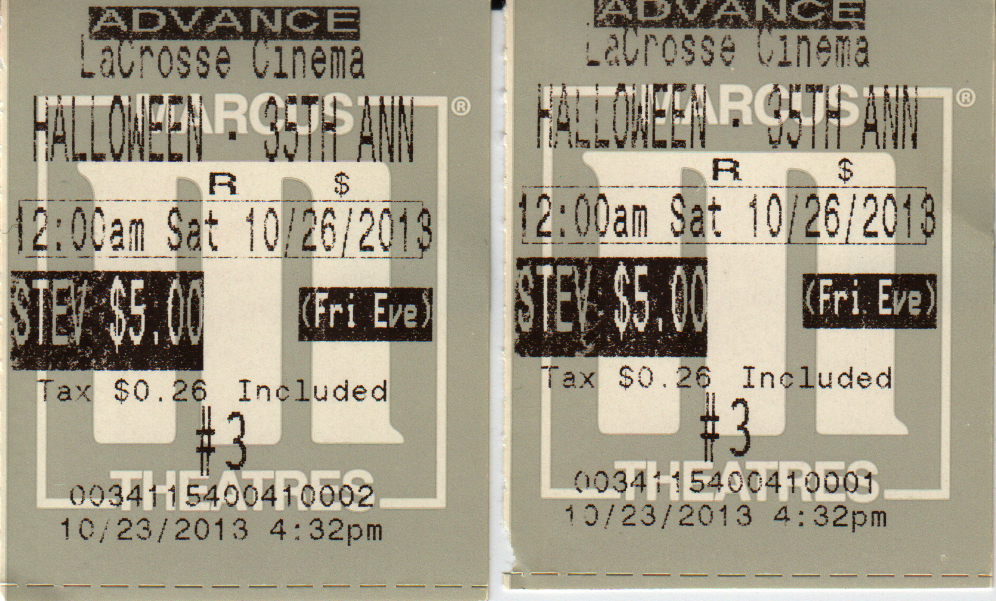 ADVANCE
LaCrosse Cinema
MARCUS ®
HALLOWEEN - 35TH ANN
R $
12:00am Sat 10/26/2013
STEV $5.00 (Fri Eve)
Tax $0.26 Included
#3
THEATRES
0034115400410002
10/23/2013 4:32pm
ADVANCE
LaCrosse Cinema
MARCUS ®
HALLOWEEN - 35TH ANN
R $
12:00am Sat 10/26/2013
STEV $5.00 (Fri Eve)
Tax $0.26 Included
#3
THEATRES
0034115400410001
10/23/2013 4:32pm